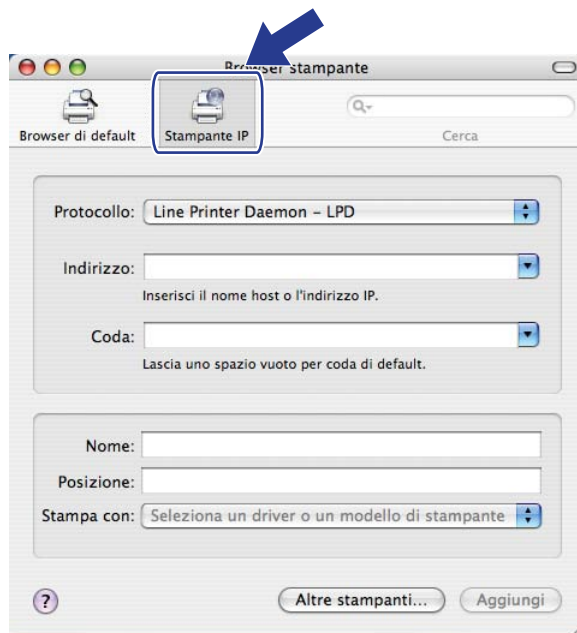 Browser stampante
Browser di default
Stampante IP
Cerca
Protocollo: Line Printer Daemon – LPD
Indirizzo:
Inserisci il nome host o l'indirizzo IP.
Coda:
Lascia uno spazio vuoto per coda di default.
Nome:
Posizione:
Stampa con: Seleziona un driver o un modello di stampante
? Altre stampanti... Aggiungi